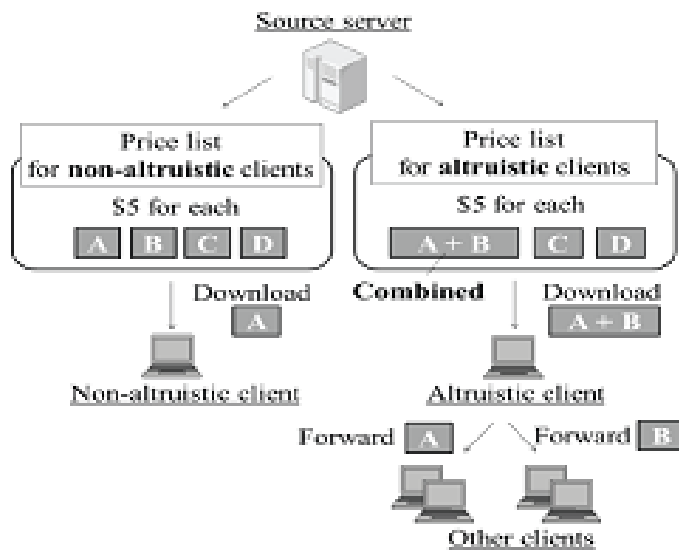 Source server
Price list
for non-altruistic clients
$5 for each
A B C D
Download
A
Non-altruistic client
Price list
for altruistic clients
$5 for each
A + B C D
Combined
Download
A + B
Altruistic client
Forward A
Forward B
Other clients